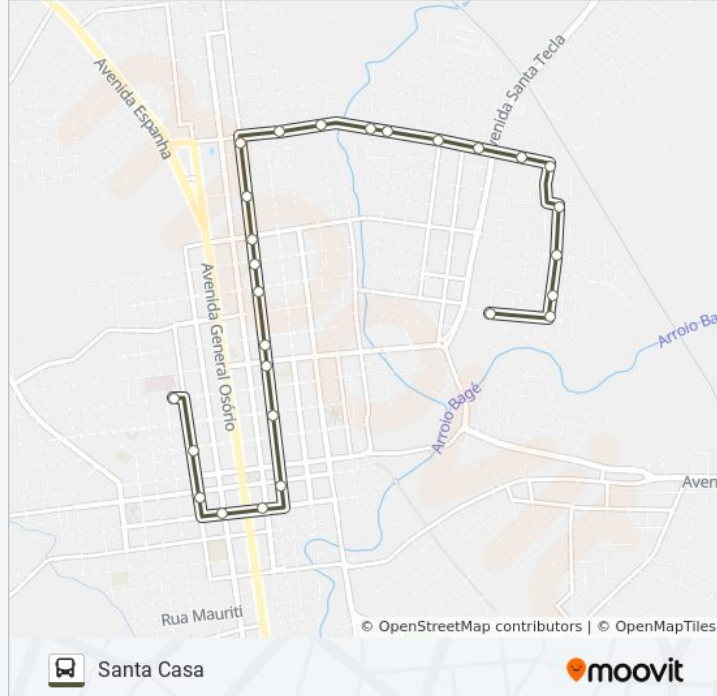 Avenida Espanha
venida Santa Tecla
Avenida General Osório
Arroio Ba
Arroio Bagé
Aven
Rua Mauriti
© OpenStreetMap contributors | © OpenMapTiles
Santa Casa
moovit